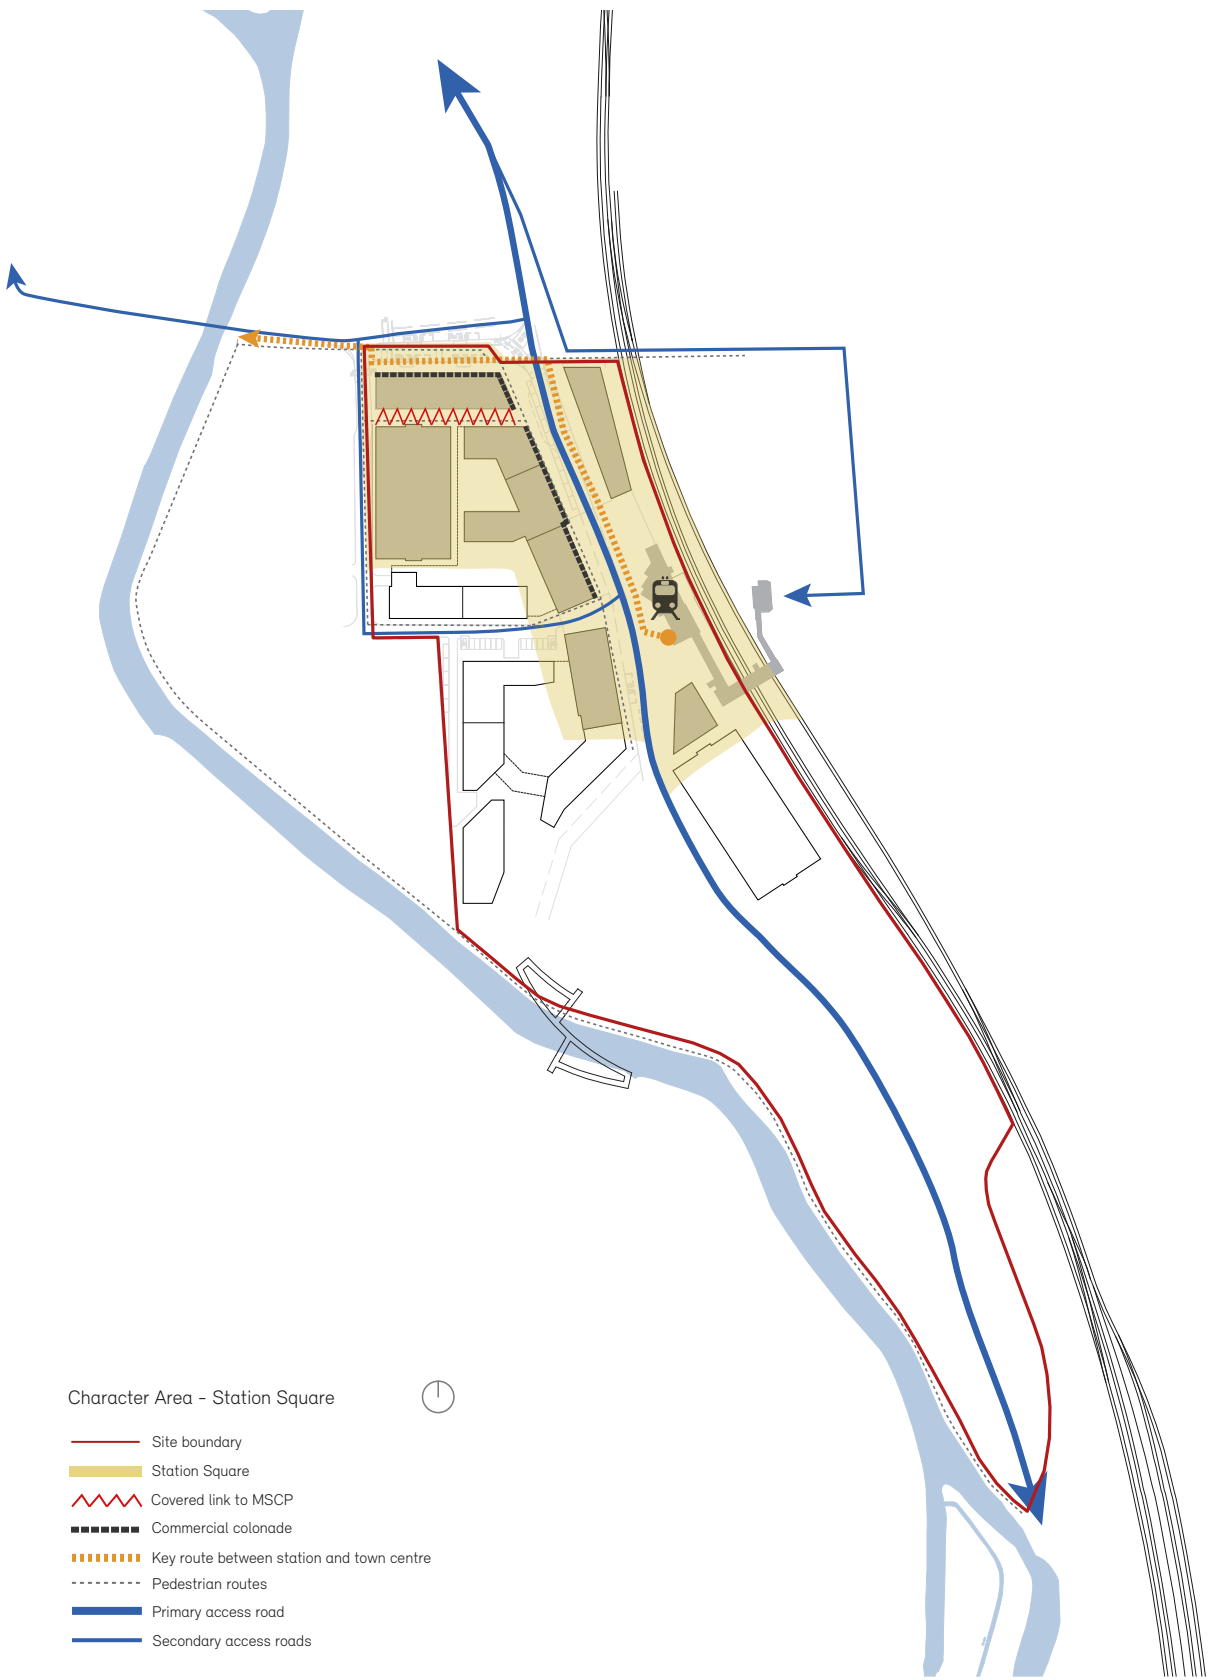 Character Area - Station Square
Site boundary
Station Square
Covered link to MSCP
Commercial colonade
Key route between station and town centre
Pedestrian routes
Primary access road
Secondary access roads